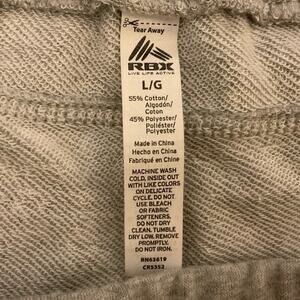 Tear Away
RBX
LIVE LIFE ACTIVE
L/G
55% Cotton/
Algodón/
Coton
45% Polyester/
Poliéster/
Polyester
Made in China
Hecho en China
Fabriqué en Chine
MACHINE WASH
COLD, INSIDE OUT
WITH LIKE COLORS
ON DELICATE
CYCLE. DO NOT
USE BLEACH
OR FABRIC
SOFTENERS.
DO NOT DRY
CLEAN. TUMBLE
DRY LOW. REMOVE
PROMPTLY.
DO NOT IRON.
RN63619
CR5352